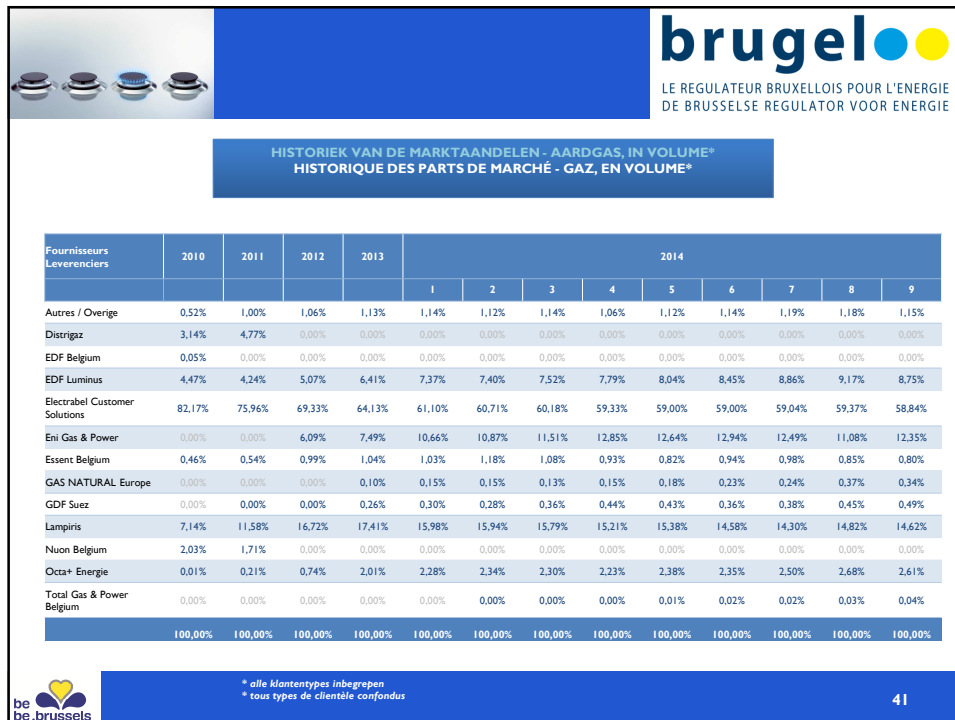 brugel
LE REGULATEUR BRUXELLOIS POUR L'ENERGIE
DE BRUSSELSE REGULATOR VOOR ENERGIE
HISTORIEK VAN DE MARKTAANDELEN - AARDGAS, IN VOLUME*
HISTORIQUE DES PARTS DE MARCHÉ - GAZ, EN VOLUME*
Fournisseurs
Leverenciers 2010 2011 2012 2013 2014
1 2 3 4 5 6 7 8 9
Autres / Overige 0,52% 1,00% 1,06% 1,13% 1,14% 1,12% 1,14% 1,06% 1,12% 1,14% 1,19% 1,18% 1,15%
Distrigaz 3,14% 4,77% 0,00% 0,00% 0,00% 0,00% 0,00% 0,00% 0,00% 0,00% 0,00% 0,00% 0,00%
EDF Belgium 0,05% 0,00% 0,00% 0,00% 0,00% 0,00% 0,00% 0,00% 0,00% 0,00% 0,00% 0,00% 0,00%
EDF Luminus 4,47% 4,24% 5,07% 6,41% 7,37% 7,40% 7,52% 7,79% 8,04% 8,45% 8,86% 9,17% 8,75%
Electrabel Customer
Solutions 82,17% 75,96% 69,33% 64,13% 61,10% 60,71% 60,18% 59,33% 59,00% 59,00% 59,04% 59,37% 58,84%
Eni Gas & Power 0,00% 0,00% 6,09% 7,49% 10,66% 10,87% 11,51% 12,85% 12,64% 12,94% 12,49% 11,08% 12,35%
Essent Belgium 0,46% 0,54% 0,99% 1,04% 1,03% 1,18% 1,08% 0,93% 0,82% 0,94% 0,98% 0,85% 0,80%
GAS NATURAL Europe 0,00% 0,00% 0,00% 0,10% 0,15% 0,15% 0,13% 0,15% 0,18% 0,23% 0,24% 0,37% 0,34%
GDF Suez 0,00% 0,00% 0,00% 0,26% 0,30% 0,28% 0,36% 0,44% 0,43% 0,36% 0,38% 0,45% 0,49%
Lampiris 7,14% 11,58% 16,72% 17,41% 15,98% 15,94% 15,79% 15,21% 15,38% 14,58% 14,30% 14,82% 14,62%
Nuon Belgium 2,03% 1,71% 0,00% 0,00% 0,00% 0,00% 0,00% 0,00% 0,00% 0,00% 0,00% 0,00% 0,00%
Octa+ Energie 0,01% 0,21% 0,74% 2,01% 2,28% 2,34% 2,30% 2,23% 2,38% 2,35% 2,50% 2,68% 2,61%
Total Gas & Power
Belgium 0,00% 0,00% 0,00% 0,00% 0,00% 0,00% 0,00% 0,00% 0,01% 0,02% 0,02% 0,03% 0,04%
100,00% 100,00% 100,00% 100,00% 100,00% 100,00% 100,00% 100,00% 100,00% 100,00% 100,00% 100,00% 100,00%
* alle klantentypes inbegrepen
* tous types de clientèle confondus
41
be
be.brussels